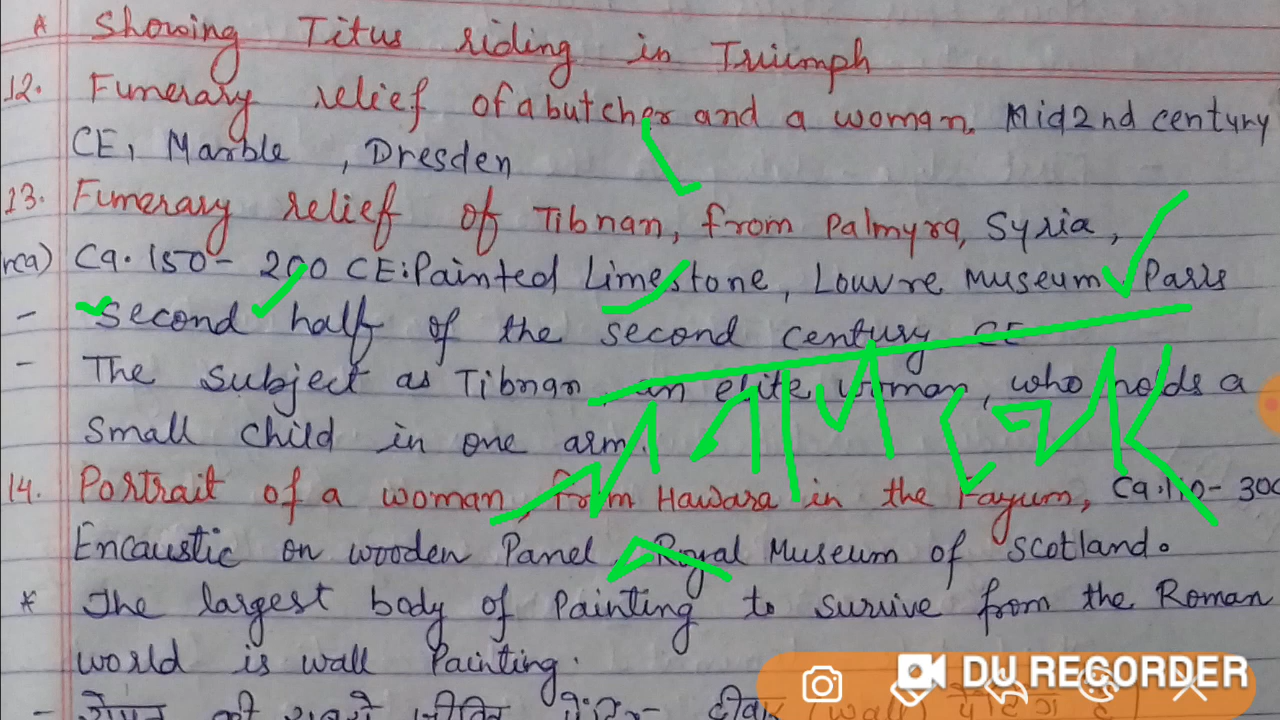 * Showing Titus riding in Triumph
12. Funerary relief of a butcher and a woman, Mid 2nd century
CE, Marble, Dresden
13. Funerary relief of Tibnan, from Palmyra, Syria,
Ca. 150- 200 CE: Painted Limestone, Louvre Museum Paris
- Second half of the second century CE
- The subject as Tibnan, an elite woman, who holds a
small child in one arm.
14. Portrait of a woman, from Hawara in the Fayum, Ca. 110- 300
Encaustic on wooden Panel, Royal Museum of Scotland.
* The largest body of Painting to survive from the Roman
world is wall Painting.
DU RECORDER